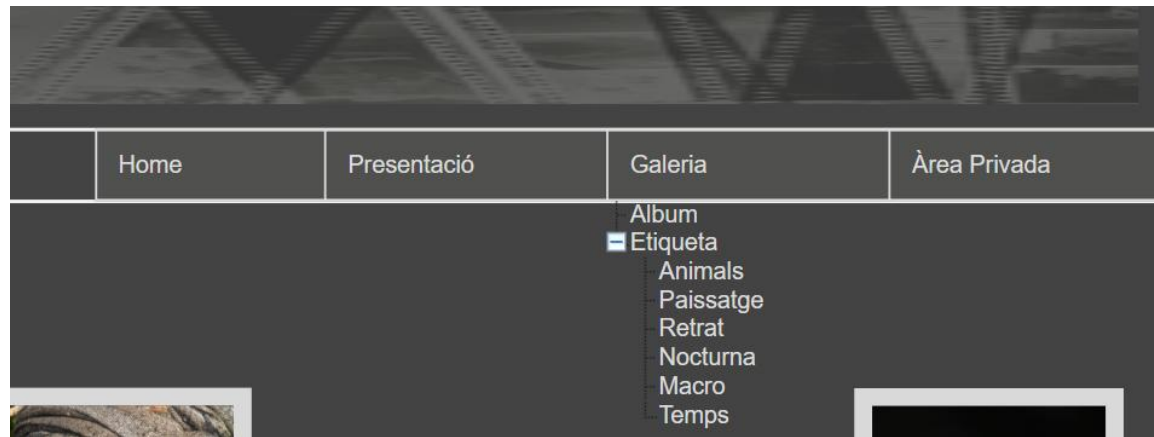 Home Presentació Galeria Àrea Privada
Album
Etiqueta
Animals
Paissatge
Retrat
Nocturna
Macro
Temps